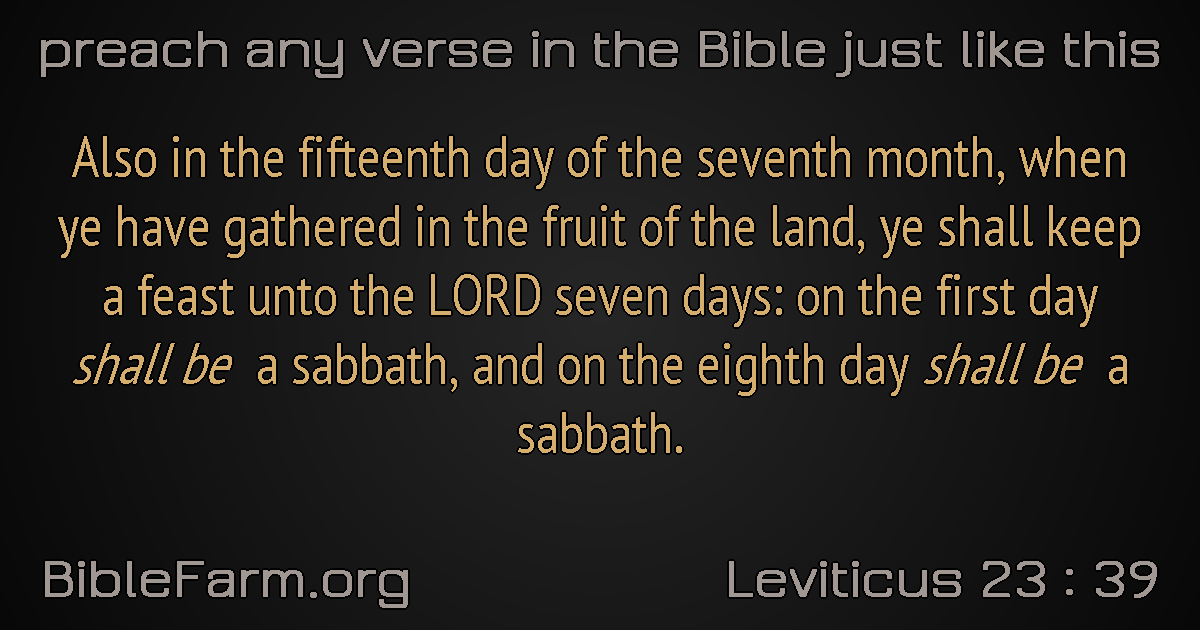 preach any verse in the Bible just like this
Also in the fifteenth day of the seventh month, when
ye have gathered in the fruit of the land, ye shall keep
a feast unto the LORD seven days: on the first day
shall be a sabbath, and on the eighth day shall be a
sabbath.
BibleFarm.org
Leviticus 23 : 39